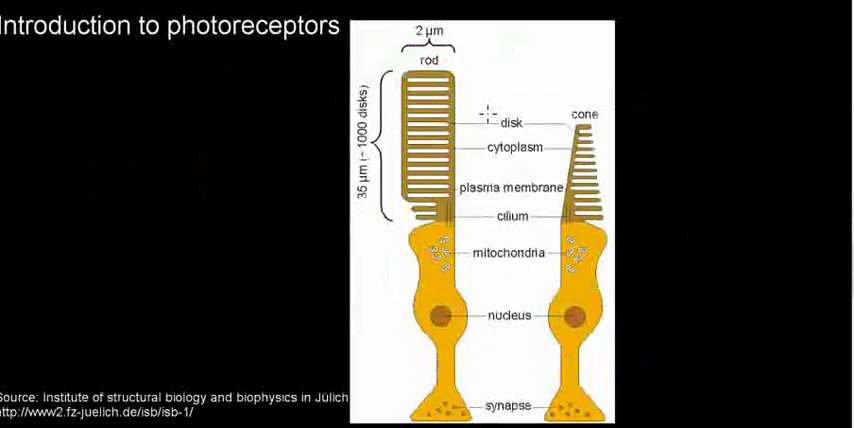 Introduction to photoreceptors
2 µm
rod
35 µm (~ 1000 disks)
cone
disk
cytoplasm
plasma membrane
cilium
mitochondria
nucleus
synapse
Source: Institute of structural biology and biophysics in Jülich
http://www2.fz-juelich.de/isb/isb-1/